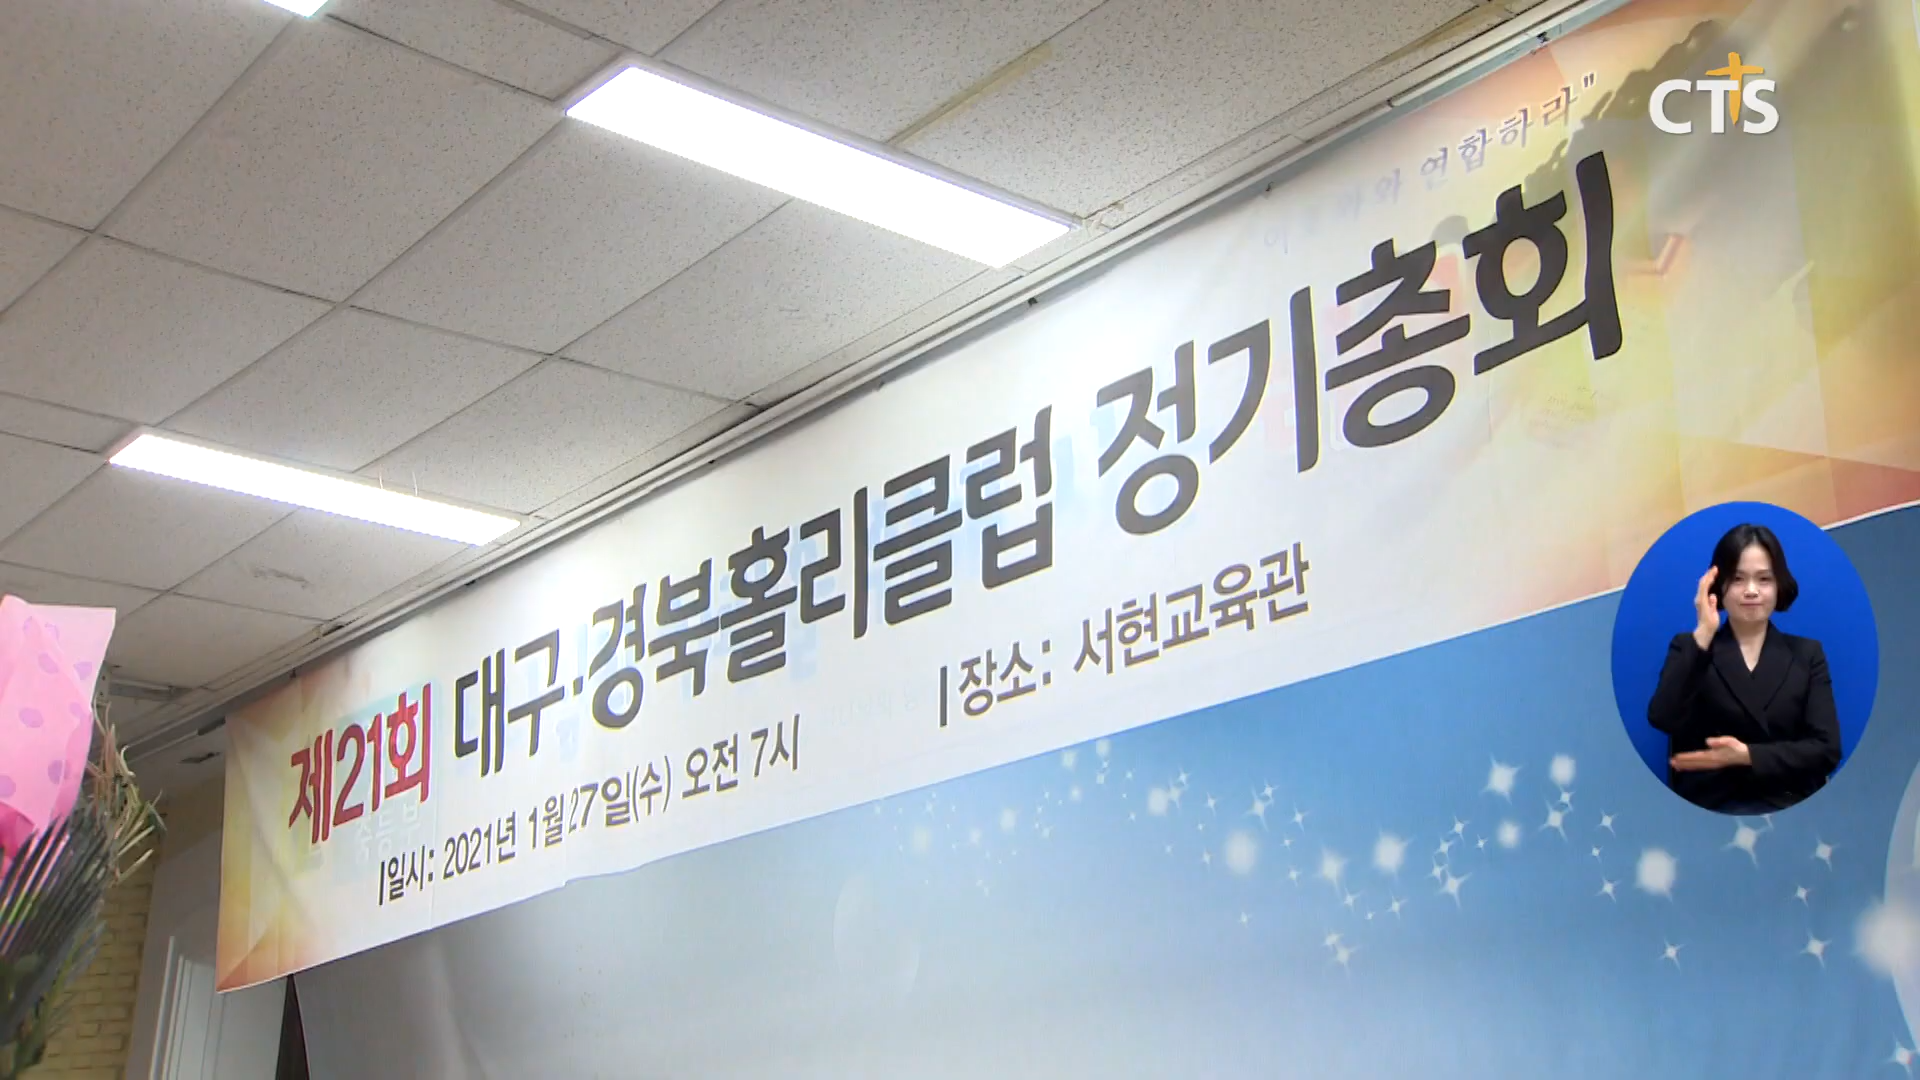 CTS
연합하라"
제21회 대구·경북홀리클럽 정기총회
일시: 2021년 1월27일(수) 오전 7시
장소: 서현교육관